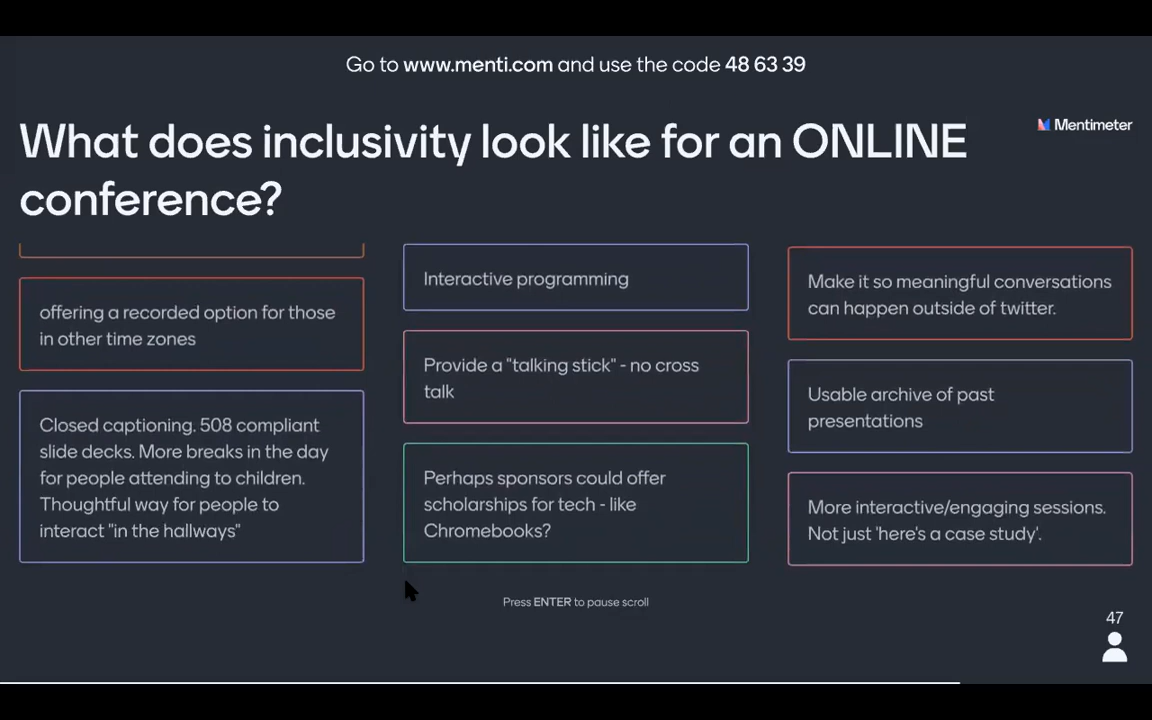 Go to www.menti.com and use the code 48 63 39
What does inclusivity look like for an ONLINE
conference?
Mentimeter
offering a recorded option for those
in other time zones
Closed captioning. 508 compliant
slide decks. More breaks in the day
for people attending to children.
Thoughtful way for people to
interact "in the hallways"
Interactive programming
Provide a "talking stick" - no cross
talk
Perhaps sponsors could offer
scholarships for tech - like
Chromebooks?
Make it so meaningful conversations
can happen outside of twitter.
Usable archive of past
presentations
More interactive/engaging sessions.
Not just 'here's a case study'.
Press ENTER to pause scroll
47